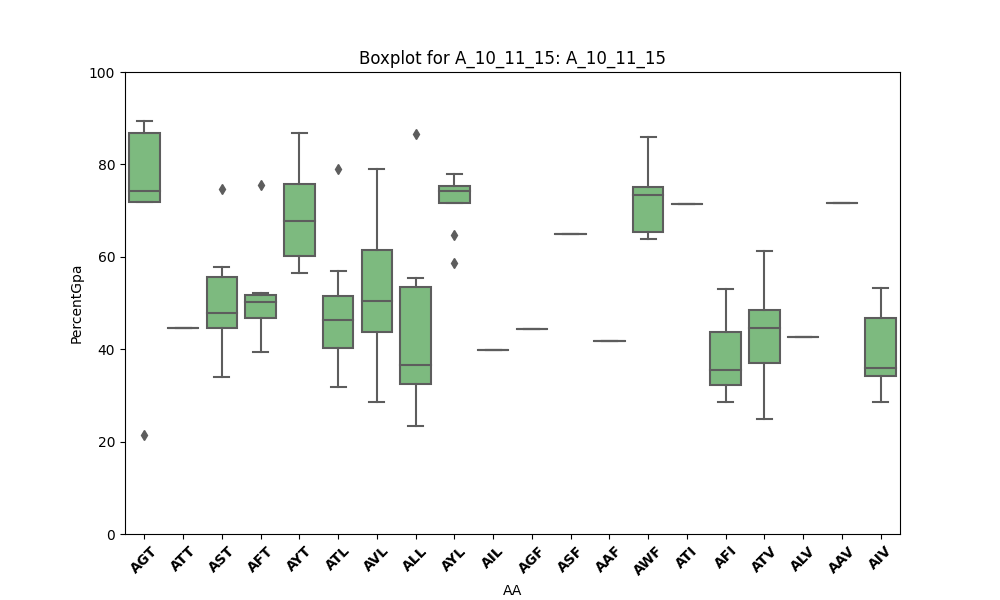 Boxplot for A_10_11_15: A_10_11_15
100
80
60
40
20
0
PercentGpa
AGT ATT AST AFT AYT ATL AVL ALL AYL AIL AGF ASF AAF AWF ATI AFI ATV ALV AAV AIV
AA